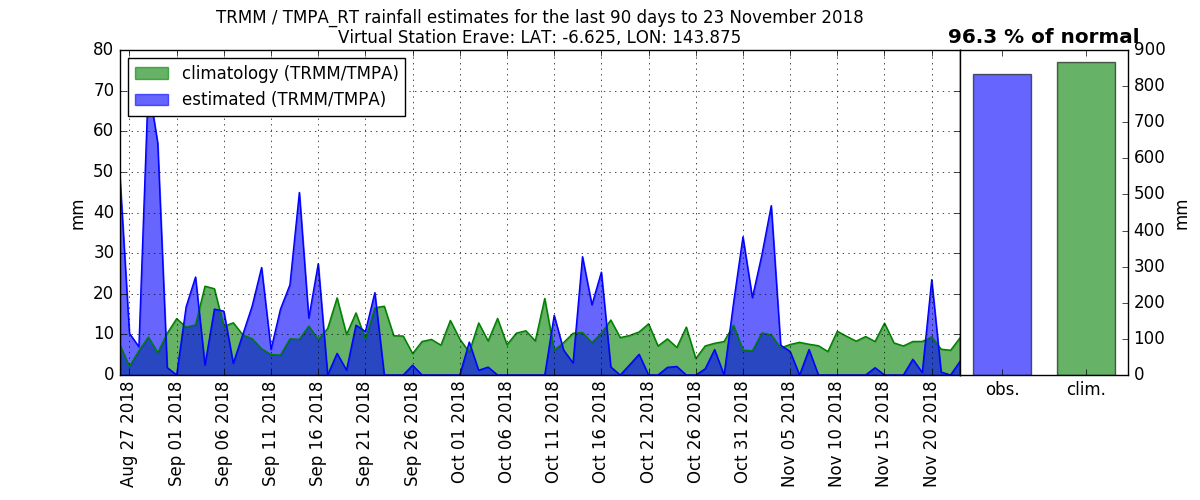 TRMM / TMPA_RT rainfall estimates for the last 90 days to 23 November 2018
Virtual Station Erave: LAT: -6.625, LON: 143.875
96.3 % of normal
climatology (TRMM/TMPA)
estimated (TRMM/TMPA)
80
70
60
50
40
30
20
10
0
mm
Aug 27 2018
Sep 01 2018
Sep 06 2018
Sep 11 2018
Sep 16 2018
Sep 21 2018
Sep 26 2018
Oct 01 2018
Oct 06 2018
Oct 11 2018
Oct 16 2018
Oct 21 2018
Oct 26 2018
Oct 31 2018
Nov 05 2018
Nov 10 2018
Nov 15 2018
Nov 20 2018
obs.
clim.
900
800
700
600
500
400
300
200
100
0
mm